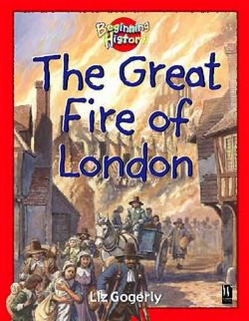 Beginning
History
The Great
Fire of
London
Liz Gogerly
W